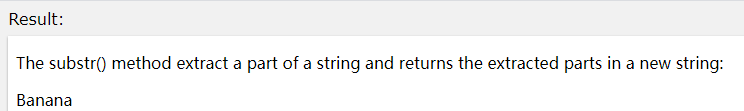 Result:
The substr() method extract a part of a string and returns the extracted parts in a new string:
Banana